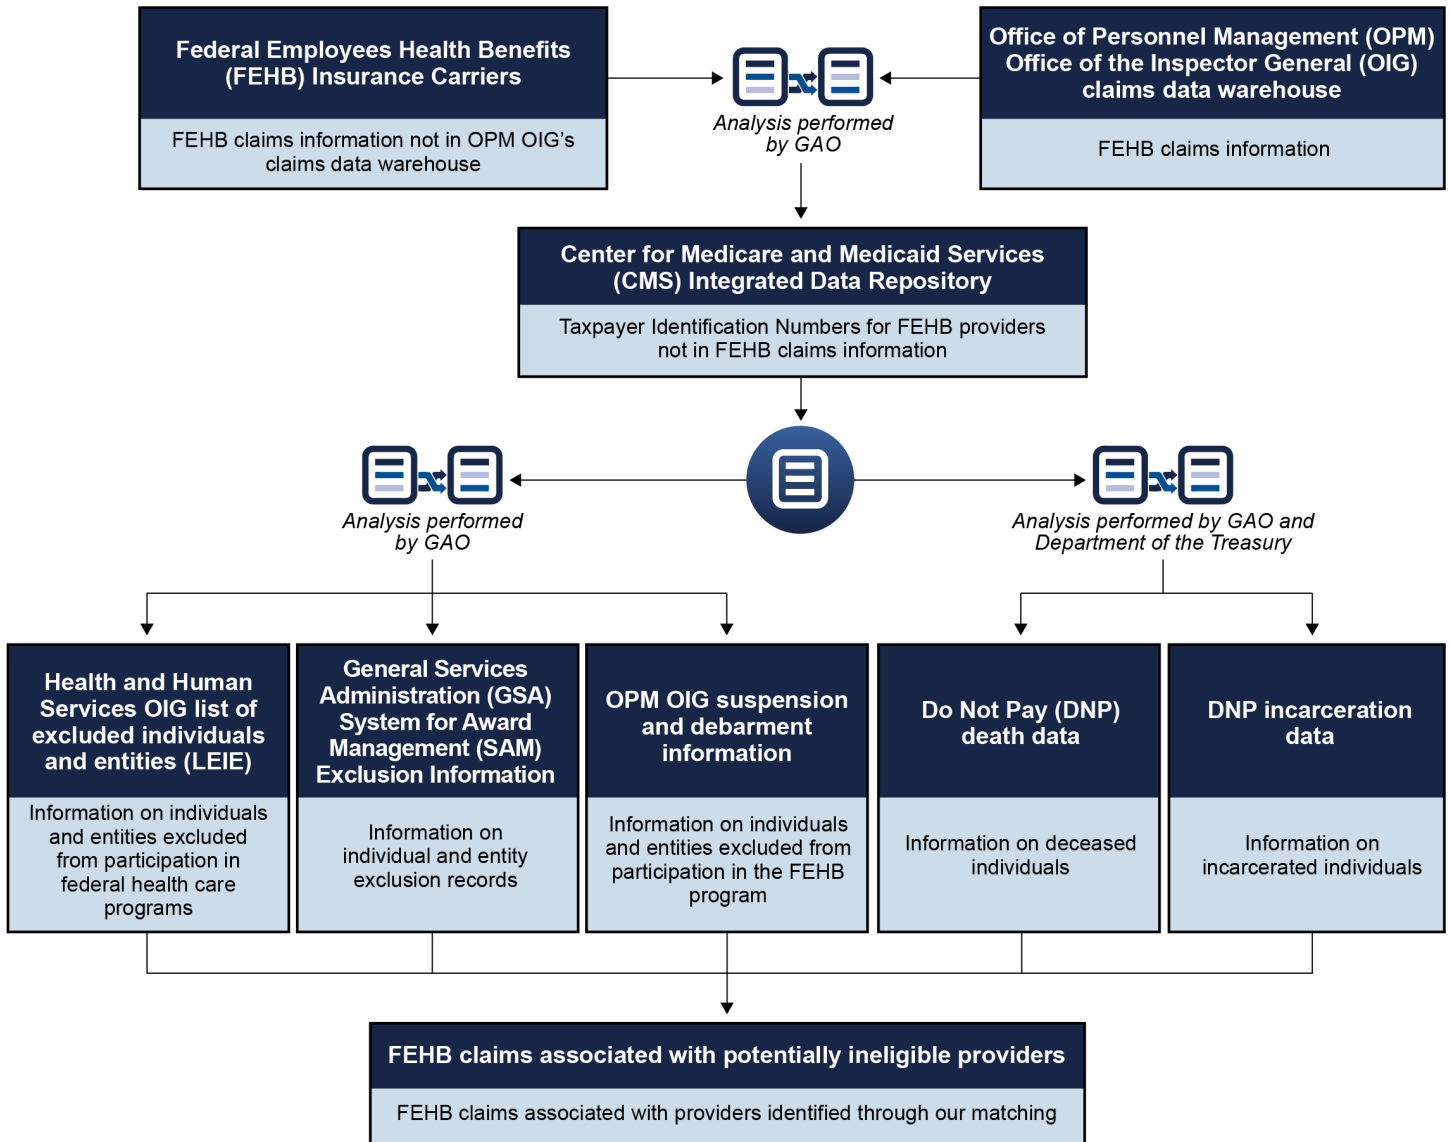 Federal Employees Health Benefits
(FEHB) Insurance Carriers
FEHB claims information not in OPM OIG’s
claims data warehouse
Analysis performed
by GAO
Office of Personnel Management (OPM)
Office of the Inspector General (OIG)
claims data warehouse
FEHB claims information
Center for Medicare and Medicaid Services
(CMS) Integrated Data Repository
Taxpayer Identification Numbers for FEHB providers
not in FEHB claims information
Analysis performed
by GAO
Analysis performed by GAO and
Department of the Treasury
Health and Human
Services OIG list of
excluded individuals
and entities (LEIE)
Information on individuals
and entities excluded
from participation in
federal health care
programs
General Services
Administration (GSA)
System for Award
Management (SAM)
Exclusion Information
Information on
individual and entity
exclusion records
OPM OIG suspension
and debarment
information
Information on individuals
and entities excluded from
participation in the FEHB
program
Do Not Pay (DNP)
death data
Information on deceased
individuals
DNP incarceration
data
Information on
incarcerated individuals
FEHB claims associated with potentially ineligible providers
FEHB claims associated with providers identified through our matching